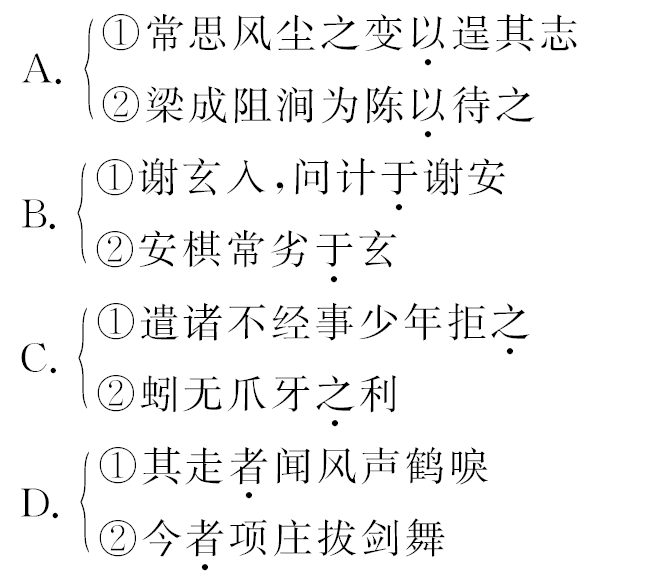 A. ①常思风尘之变以逞其志
②梁成阻涧为陈以待之
B. ①谢玄入,问计于谢安
②安棋常劣于玄
C. ①遣诸不经事少年拒之
②蚓无爪牙之利
D. ①其走者闻风声鹤唳
②今者项庄拔剑舞